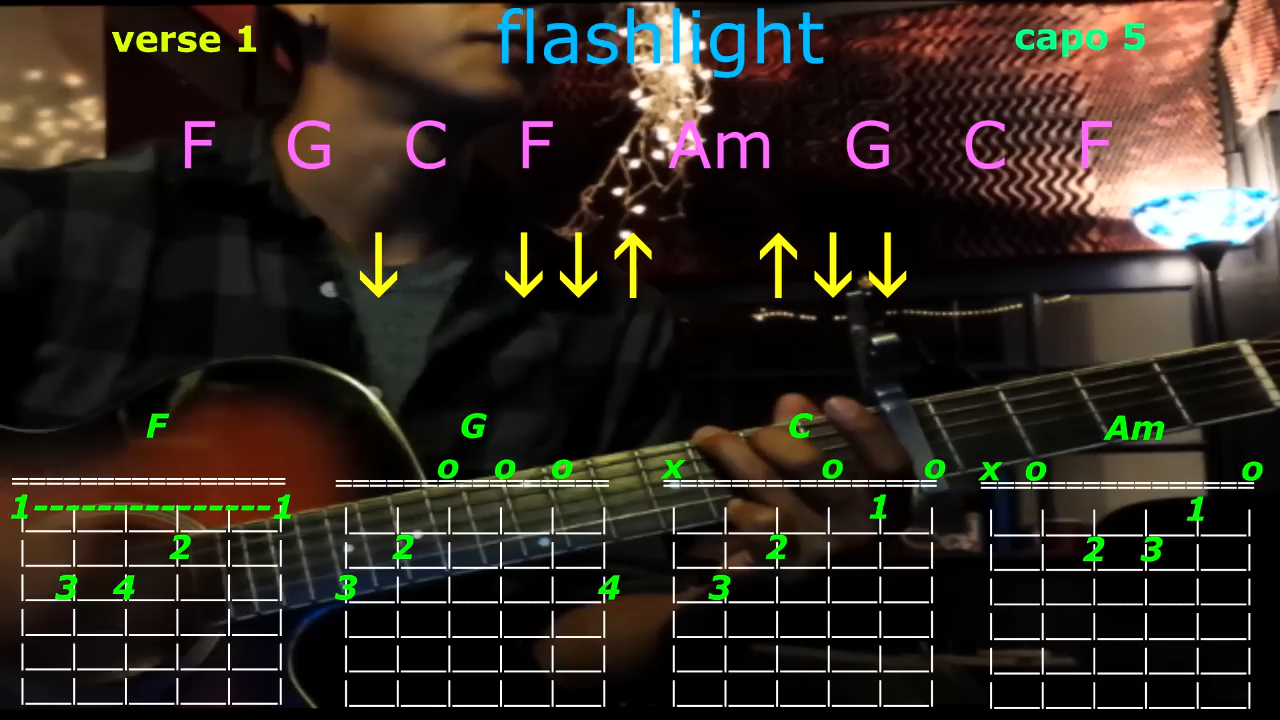 verse 1 flashlight capo 5
F G C F Am G C F
↓ ↓↓↑ ↑↓↓
F G C Am
o o o x o o x o o
1---------------1 1 1
2 2 2 2 3
3 4 3 4 3